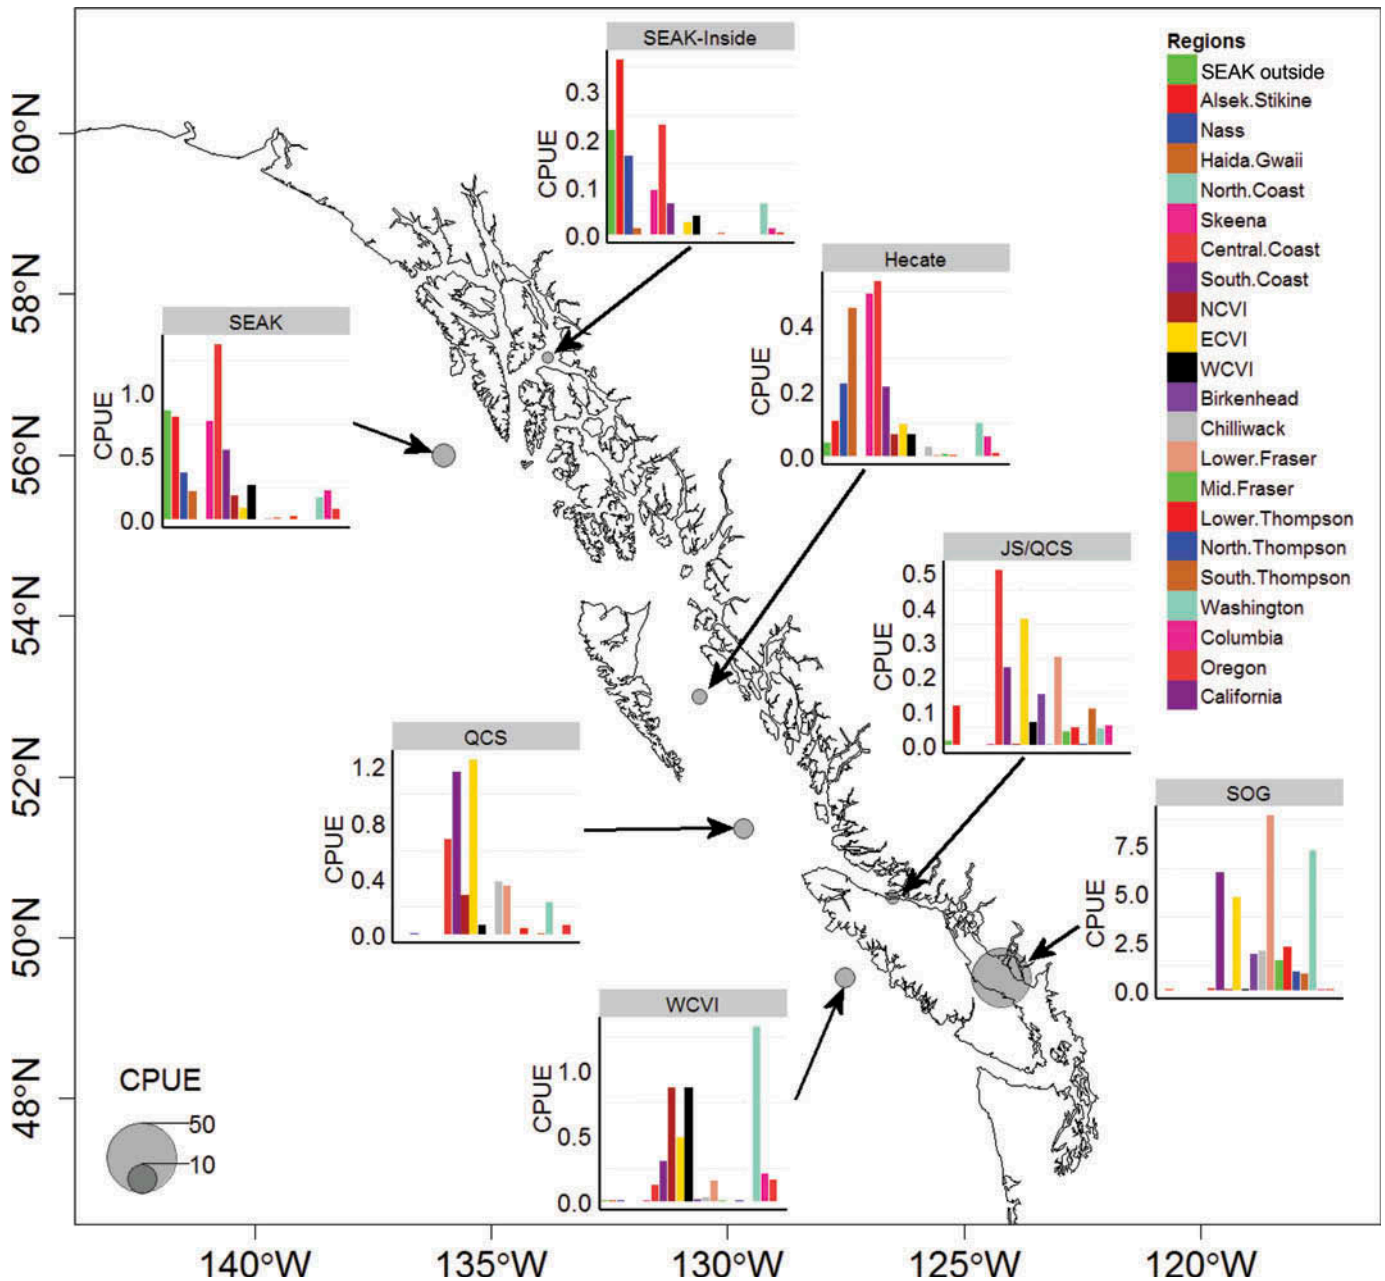 SEAK-Inside
CPUE
0.3
0.2
0.1
0.0
Regions
SEAK outside
Alsek.Stikine
Nass
Haida.Gwaii
North.Coast
Skeena
Central.Coast
South.Coast
NCVI
ECVI
WCVI
Birkenhead
Chilliwack
Lower.Fraser
Mid.Fraser
Lower.Thompson
North.Thompson
South.Thompson
Washington
Columbia
Oregon
California
Hecate
CPUE
0.4
0.2
0.0
SEAK
CPUE
1.0
0.5
0.0
JS/QCS
CPUE
0.5
0.4
0.3
0.2
0.1
0.0
QCS
CPUE
1.2
0.8
0.4
0.0
SOG
CPUE
7.5
5.0
2.5
0.0
WCVI
CPUE
1.0
0.5
0.0
CPUE
50
10
60°N
58°N
56°N
54°N
52°N
50°N
48°N
140°W
135°W
130°W
125°W
120°W